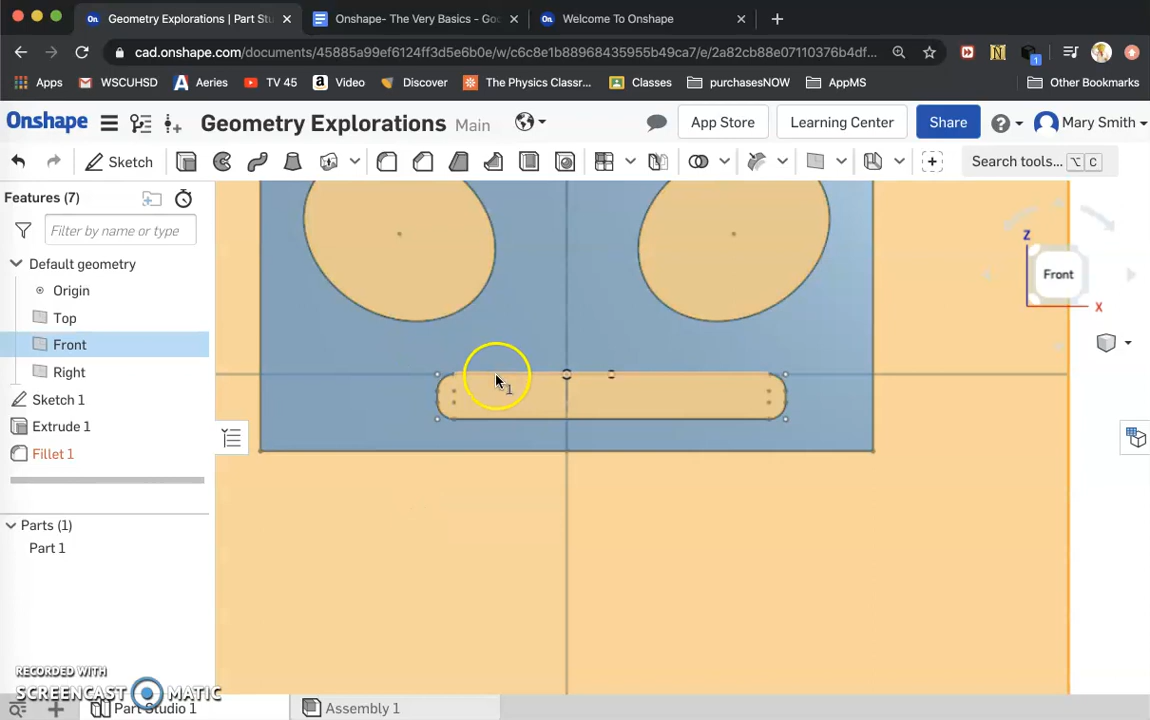 Geometry Explorations | Part Stu
Onshape- The Very Basics - Goo
Welcome To Onshape
cad.onshape.com/documents/45885a99ef6124ff3d5e6b0e/w/c6c8e1b88968435955b49ca7/e/2a82cb88e07110376b4df...
Apps
WSCUHSD
Aeries
TV 45
Video
Discover
The Physics Classr...
Classes
purchasesNOW
AppMS
Other Bookmarks
Onshape
Geometry Explorations Main
App Store
Learning Center
Share
Mary Smith
Sketch
Search tools... ⌥ C
Features (7)
Filter by name or type
Default geometry
Origin
Top
Front
Right
Sketch 1
Extrude 1
Fillet 1
Parts (1)
Part 1
Z
Front
X
1
RECORDED WITH
SCREENCAST MATIC
Part Studio 1
Assembly 1